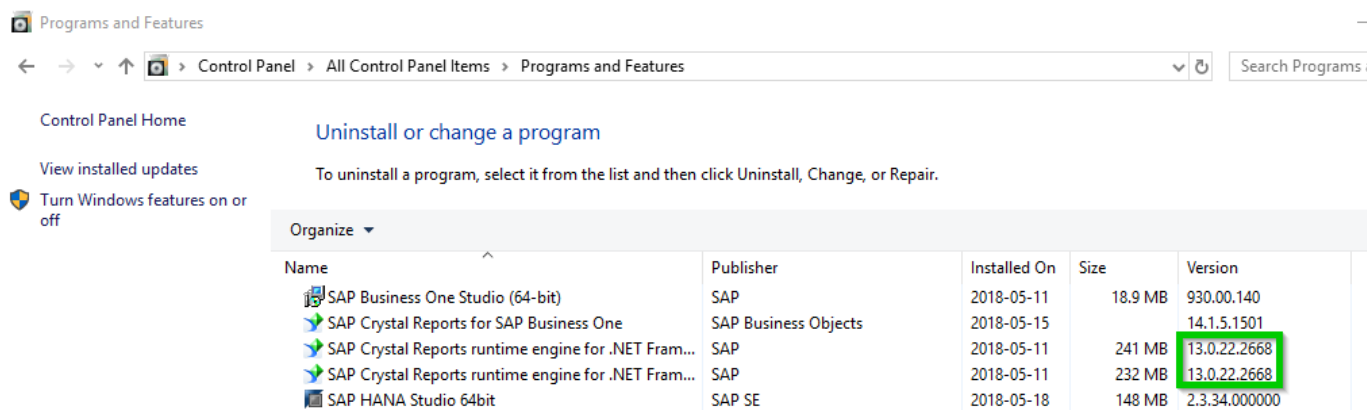 Programs and Features
Control Panel > All Control Panel Items > Programs and Features
Search Programs
Control Panel Home
Uninstall or change a program
View installed updates
To uninstall a program, select it from the list and then click Uninstall, Change, or Repair.
Turn Windows features on or
off
Organize
Name Publisher Installed On Size Version
SAP Business One Studio (64-bit) SAP 2018-05-11 18.9 MB 930.00.140
SAP Crystal Reports for SAP Business One SAP Business Objects 2018-05-15 14.1.5.1501
SAP Crystal Reports runtime engine for .NET Fram... SAP 2018-05-11 241 MB 13.0.22.2668
SAP Crystal Reports runtime engine for .NET Fram... SAP 2018-05-11 232 MB 13.0.22.2668
SAP HANA Studio 64bit SAP SE 2018-05-18 148 MB 2.3.34.000000